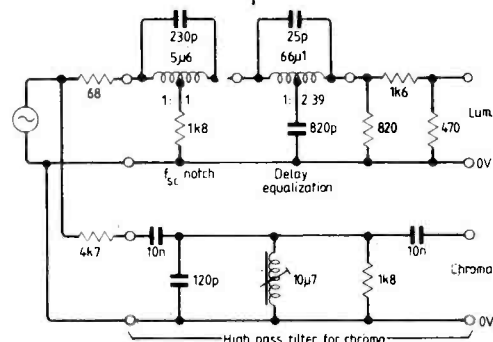 230p
25p
5µ6
66µ1
68
1: 1
1: 2·39
1k6
Lum
1k8
820p
820
470
fsc notch
Delay equalization
0V
4k7
10n
10n
Chroma
120p
10µ7
1k8
0V
High pass filter for chroma